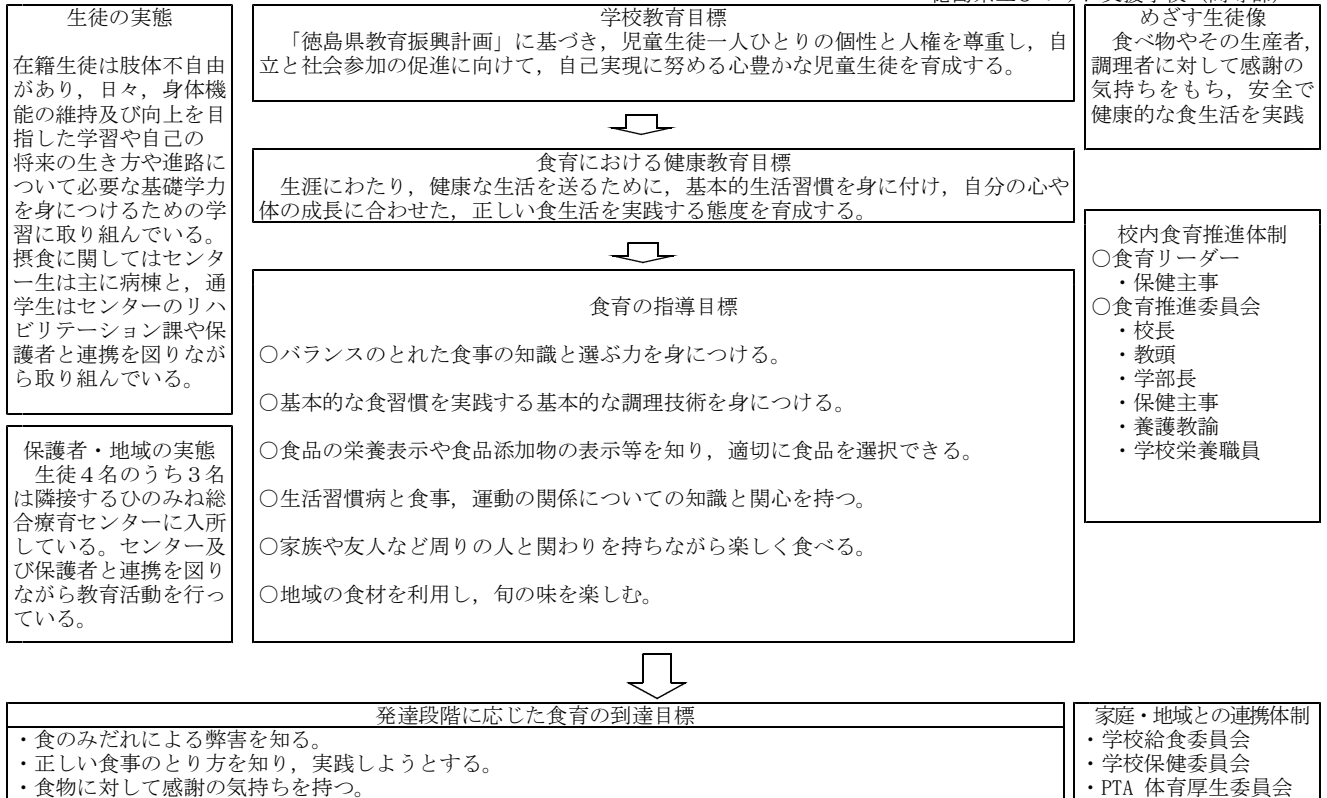 生徒の実態
在籍生徒は肢体不自由
があり，日々，身体機
能の維持及び向上を目
指した学習や自己の
将来の生き方や進路に
ついて必要な基礎学力
を身につけるための学
習に取り組んでいる。
摂食に関してはセンタ
ー生は主に病棟と，通
学生はセンターのリハ
ビリテーション課や保
護者と連携を図りなが
ら取り組んでいる。
保護者・地域の実態
生徒４名のうち３名
は隣接するひのみね総
合療育センターに入所
している。センター及
び保護者と連携を図り
ながら教育活動を行っ
ている。
学校教育目標
「徳島県教育振興計画」に基づき，児童生徒一人ひとりの個性と人権を尊重し，自
立と社会参加の促進に向けて，自己実現に努める心豊かな児童生徒を育成する。
食育における健康教育目標
生涯にわたり，健康な生活を送るために，基本的生活習慣を身に付け，自分の心や
体の成長に合わせた，正しい食生活を実践する態度を育成する。
食育の指導目標
○バランスのとれた食事の知識と選ぶ力を身につける。
○基本的な食習慣を実践する基本的な調理技術を身につける。
○食品の栄養表示や食品添加物の表示等を知り，適切に食品を選択できる。
○生活習慣病と食事，運動の関係についての知識と関心を持つ。
○家族や友人など周りの人と関わりを持ちながら楽しく食べる。
○地域の食材を利用し，旬の味を楽しむ。
めざす生徒像
食べ物やその生産者，
調理者に対して感謝の
気持ちをもち，安全で
健康的な食生活を実践
校内食育推進体制
○食育リーダー
・保健主事
○食育推進委員会
・校長
・教頭
・学部長
・保健主事
・養護教諭
・学校栄養職員
発達段階に応じた食育の到達目標
・食のみだれによる弊害を知る。
・正しい食事のとり方を知り，実践しようとする。
・食物に対して感謝の気持ちを持つ。
家庭・地域との連携体制
・学校給食委員会
・学校保健委員会
・PTA 体育厚生委員会